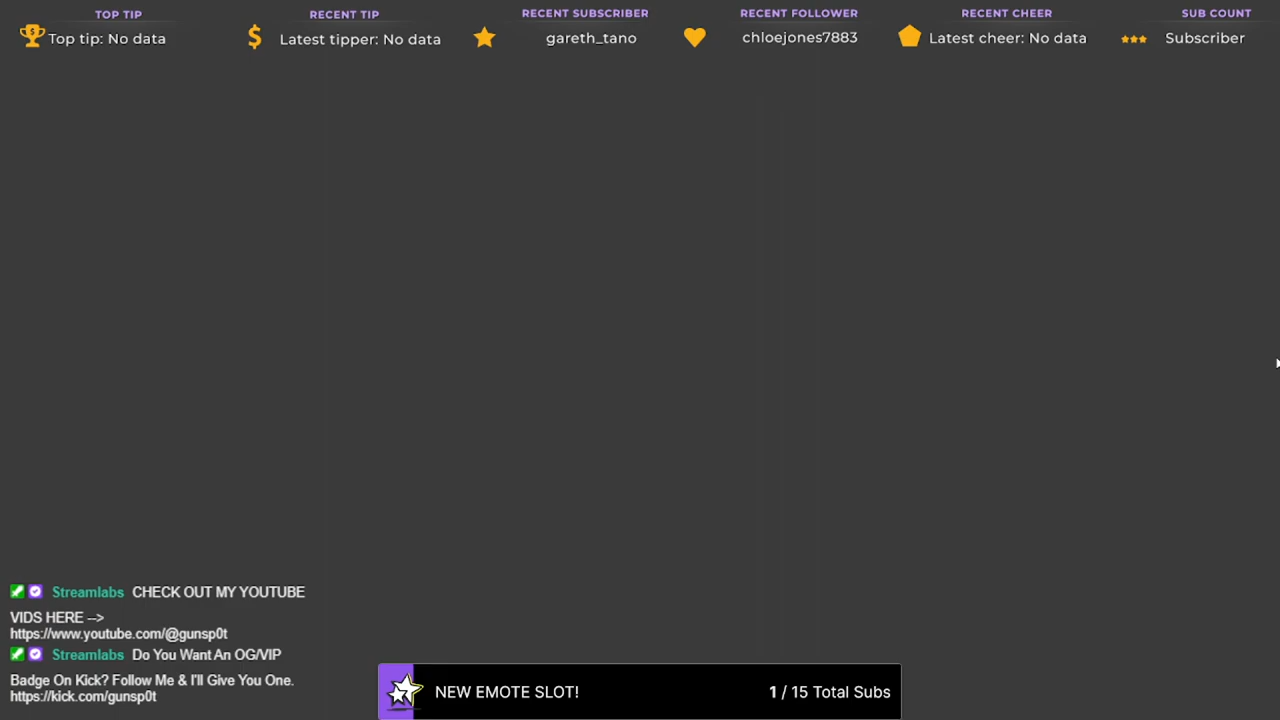 TOP TIP
Top tip: No data
RECENT TIP
Latest tipper: No data
RECENT SUBSCRIBER
gareth_tano
RECENT FOLLOWER
chloejones7883
RECENT CHEER
Latest cheer: No data
SUB COUNT
Subscriber
Streamlabs CHECK OUT MY YOUTUBE
VIDS HERE -->
https://www.youtube.com/@gunsp0t
Streamlabs Do You Want An OG/VIP
Badge On Kick? Follow Me & I'll Give You One.
https://kick.com/gunsp0t
NEW EMOTE SLOT! 1 / 15 Total Subs